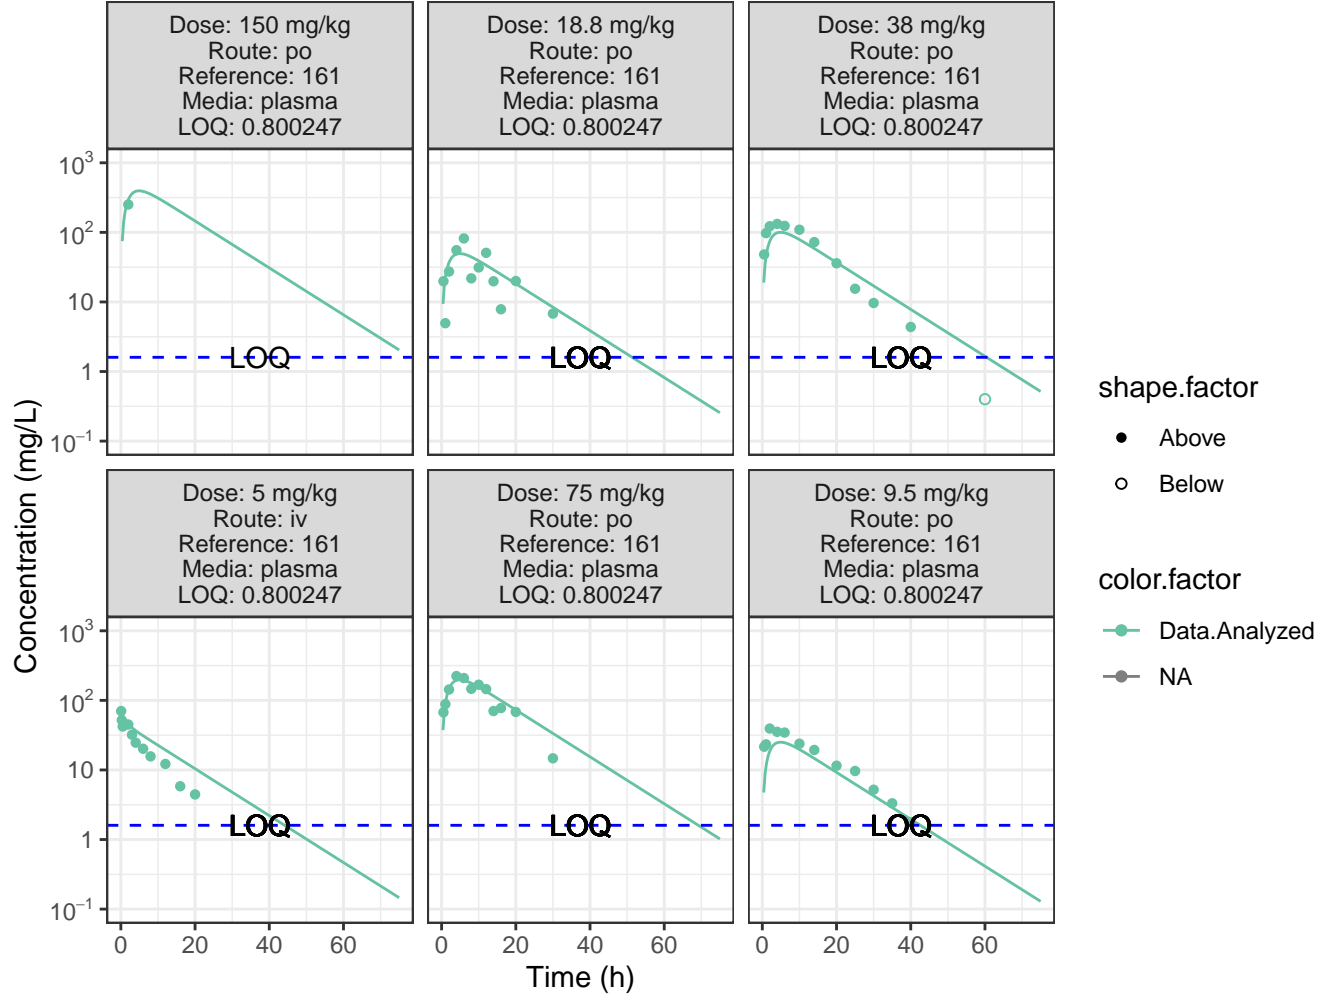 Dose: 150 mg/kg
Route: po
Reference: 161
Media: plasma
LOQ: 0.800247
Dose: 18.8 mg/kg
Route: po
Reference: 161
Media: plasma
LOQ: 0.800247
Dose: 38 mg/kg
Route: po
Reference: 161
Media: plasma
LOQ: 0.800247
10³
10²
10
1
10⁻¹
LOQ
LOQ
LOQ
Dose: 5 mg/kg
Route: iv
Reference: 161
Media: plasma
LOQ: 0.800247
Dose: 75 mg/kg
Route: po
Reference: 161
Media: plasma
LOQ: 0.800247
Dose: 9.5 mg/kg
Route: po
Reference: 161
Media: plasma
LOQ: 0.800247
10³
10²
10
1
10⁻¹
LOQ
LOQ
LOQ
0 20 40 60
0 20 40 60
0 20 40 60
Time (h)
Concentration (mg/L)
shape.factor
Above
Below
color.factor
Data.Analyzed
NA